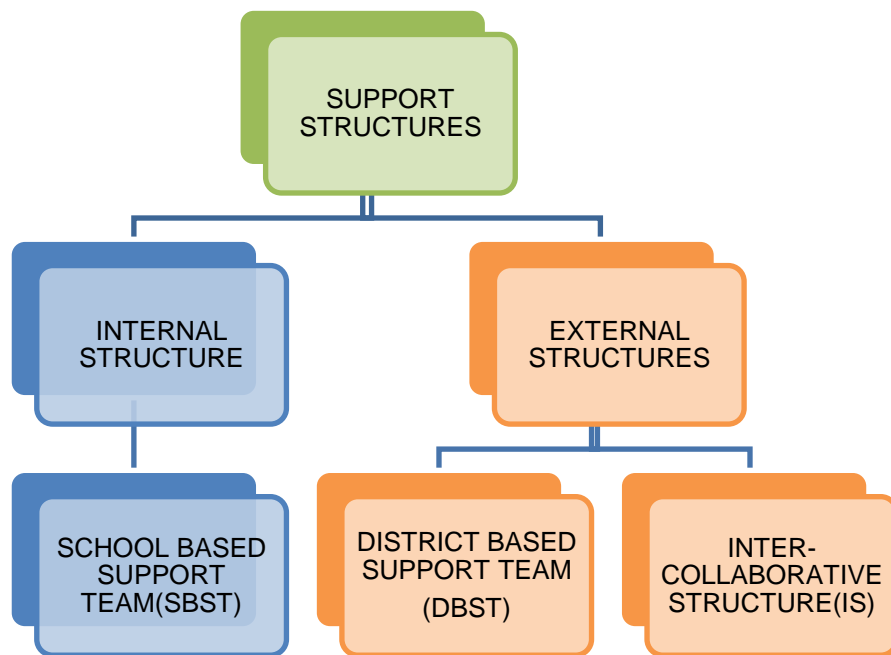 SUPPORT
STRUCTURES
INTERNAL
STRUCTURE
EXTERNAL
STRUCTURES
SCHOOL BASED
SUPPORT
TEAM(SBST)
DISTRICT BASED
SUPPORT TEAM
(DBST)
INTER-
COLLABORATIVE
STRUCTURE(IS)